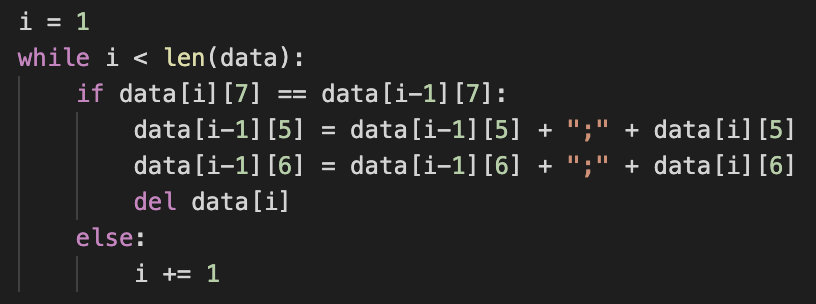 i = 1
while i < len(data):
    if data[i][7] == data[i-1][7]:
        data[i-1][5] = data[i-1][5] + ";" + data[i][5]
        data[i-1][6] = data[i-1][6] + ";" + data[i][6]
        del data[i]
    else:
        i += 1